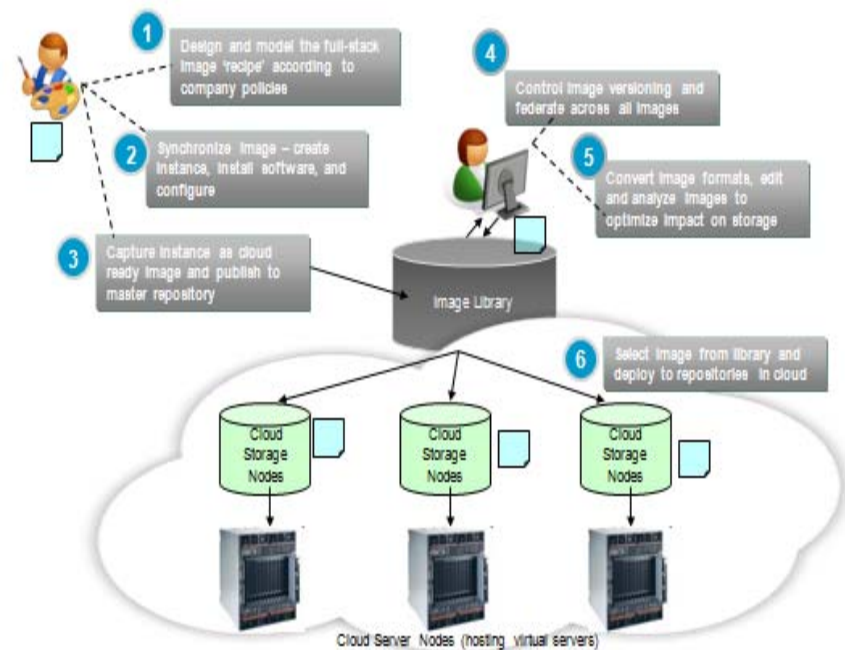 1
Design and model the full-stack
image 'recipe' according to
company policies
2
Synchronize image – create
instance, install software, and
configure
3
Capture instance as cloud
ready image and publish to
master repository
4
Control image versioning and
federate across all images
5
Convert image formats, edit
and analyze images to
optimize impact on storage
Image Library
6
Select image from library and
deploy to repositories in cloud
Cloud
Storage
Nodes
Cloud
Storage
Nodes
Cloud
Storage
Nodes
Cloud Server Nodes (hosting virtual servers)